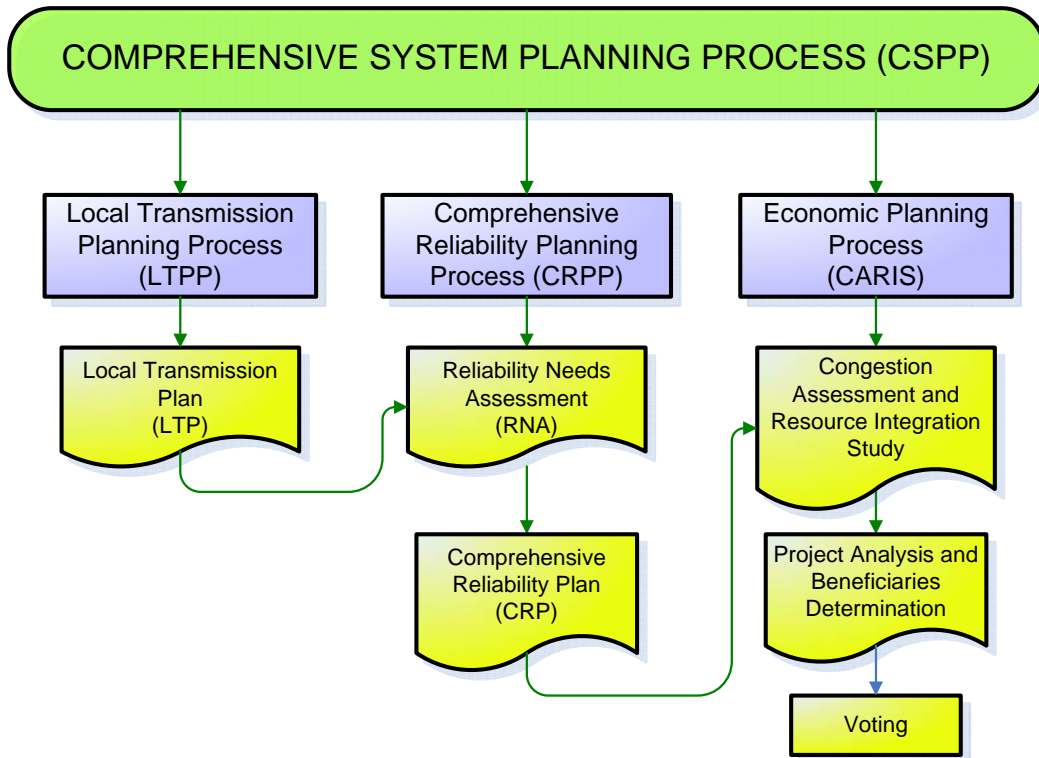 COMPREHENSIVE SYSTEM PLANNING PROCESS (CSPP)
Local Transmission
Planning Process
(LTPP)
Comprehensive
Reliability Planning
Process (CRPP)
Economic Planning
Process
(CARIS)
Local Transmission
Plan
(LTP)
Reliability Needs
Assessment
(RNA)
Congestion
Assessment and
Resource Integration
Study
Comprehensive
Reliability Plan
(CRP)
Project Analysis and
Beneficiaries
Determination
Voting